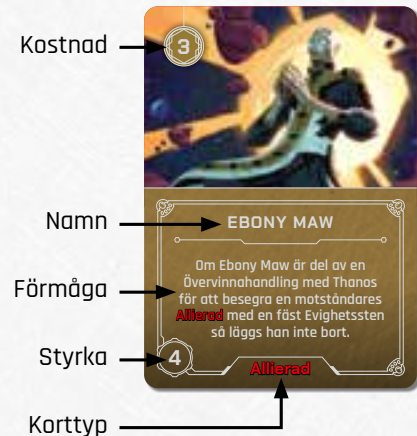 Kostnad
3
Namn
EBONY MAW
Förmåga
Om Ebony Maw är del av en
Övervinnahandling med Thanos
för att besegra en motståndares
Allierad med en fäst Evighetssten
så läggs han inte bort.
Styrka
4
Allierad
Korttyp